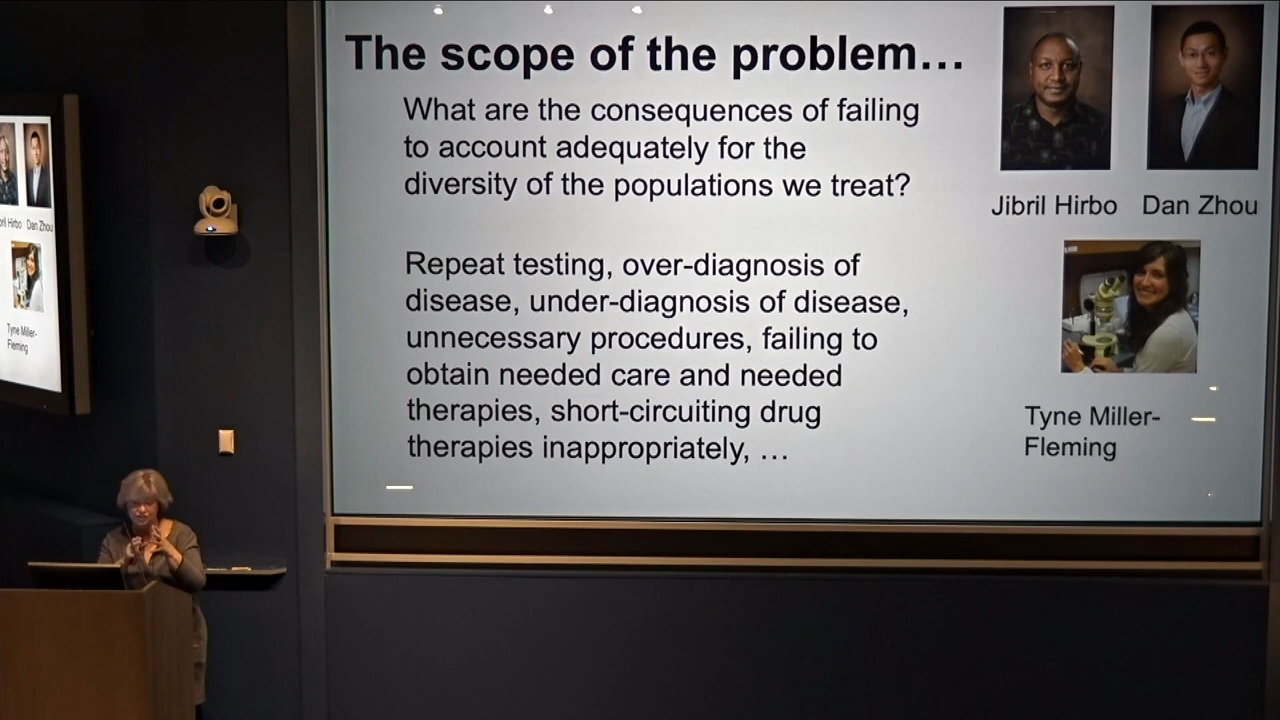 The scope of the problem…
What are the consequences of failing
to account adequately for the
diversity of the populations we treat?
Repeat testing, over-diagnosis of
disease, under-diagnosis of disease,
unnecessary procedures, failing to
obtain needed care and needed
therapies, short-circuiting drug
therapies inappropriately, …
Jibril Hirbo
Dan Zhou
Tyne Miller-
Fleming
Hirbo
Dan Zhou
Tyne Miller-
Fleming